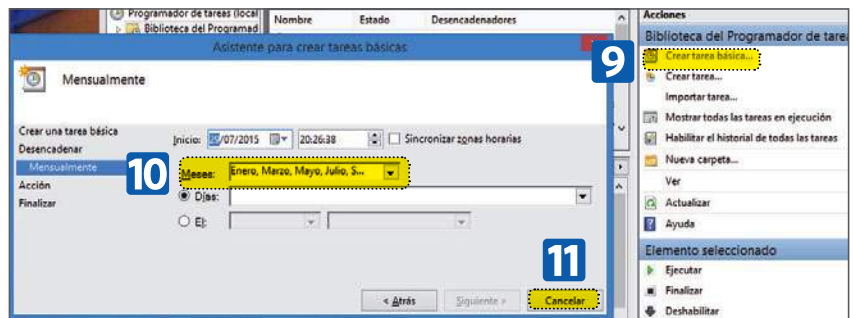 Programador de tareas (local
Biblioteca del Programad
Nombre Estado Desencadenadores
Asistente para crear tareas básicas
Mensualmente
Crear una tarea básica
Desencadenar
Mensualmente
Acción
Finalizar
Inicio: 20/07/2015 20:26:38 Sincronizar zonas horarias
10
Meses: Enero, Marzo, Mayo, Julio, S...
Días:
El:
11
< Atrás Siguiente > Cancelar
9
Acciones
Biblioteca del Programador de tare
Crear tarea básica...
Crear tarea...
Importar tarea...
Mostrar todas las tareas en ejecución
Habilitar el historial de todas las tareas
Nueva carpeta...
Ver
Actualizar
Ayuda
Elemento seleccionado
Ejecutar
Finalizar
Deshabilitar